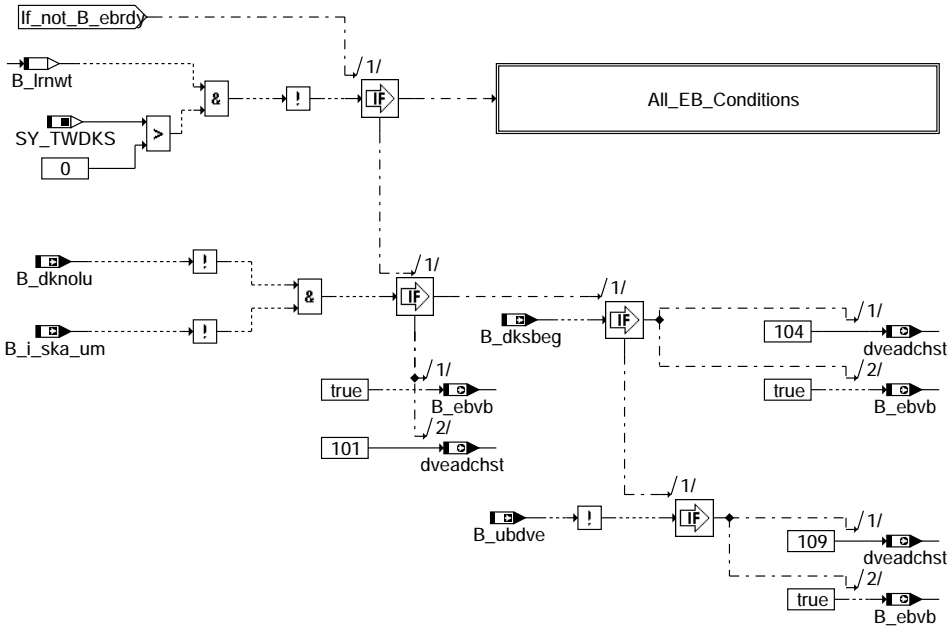 If_not_B_ebrdy
/1/
B_lrnwt
&
!
IF
All_EB_Conditions
SY_TWDKS
>
0
B_dknolu
!
/1/
&
IF
/1/
IF
B_dksbeg
/1/
104
dveadchst
B_i_ska_um
!
/1/
true
B_ebvb
/2/
true
B_ebvb
/2/
101
dveadchst
/1/
B_ubdve
!
IF
/1/
109
dveadchst
/2/
true
B_ebvb